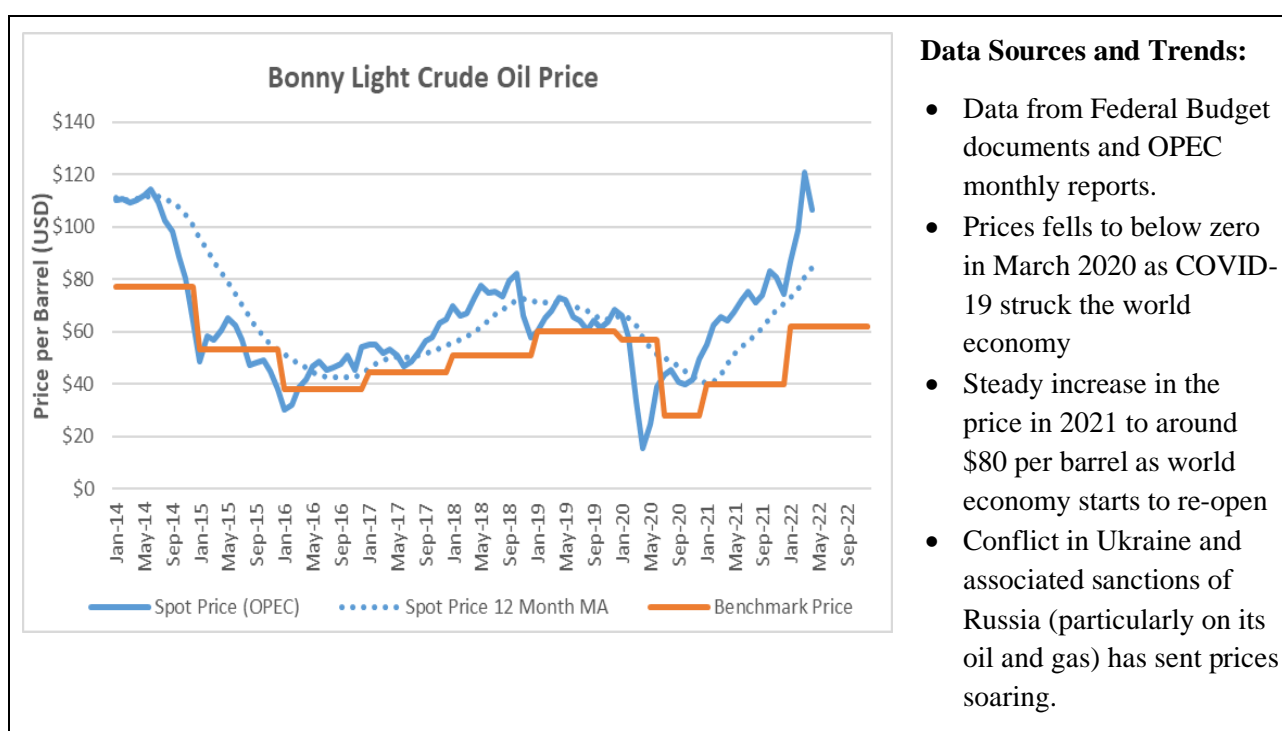 Bonny Light Crude Oil Price
Price per Barrel (USD)
$140
$120
$100
$80
$60
$40
$20
$0
Jan-14
May-14
Sep-14
Jan-15
May-15
Sep-15
Jan-16
May-16
Sep-16
Jan-17
May-17
Sep-17
Jan-18
May-18
Sep-18
Jan-19
May-19
Sep-19
Jan-20
May-20
Sep-20
Jan-21
May-21
Sep-21
Jan-22
May-22
Sep-22
Spot Price (OPEC)
Spot Price 12 Month MA
Benchmark Price
Data Sources and Trends:
• Data from Federal Budget
documents and OPEC
monthly reports.
• Prices fells to below zero
in March 2020 as COVID-
19 struck the world
economy
• Steady increase in the
price in 2021 to around
$80 per barrel as world
economy starts to re-open
• Conflict in Ukraine and
associated sanctions of
Russia (particularly on its
oil and gas) has sent prices
soaring.